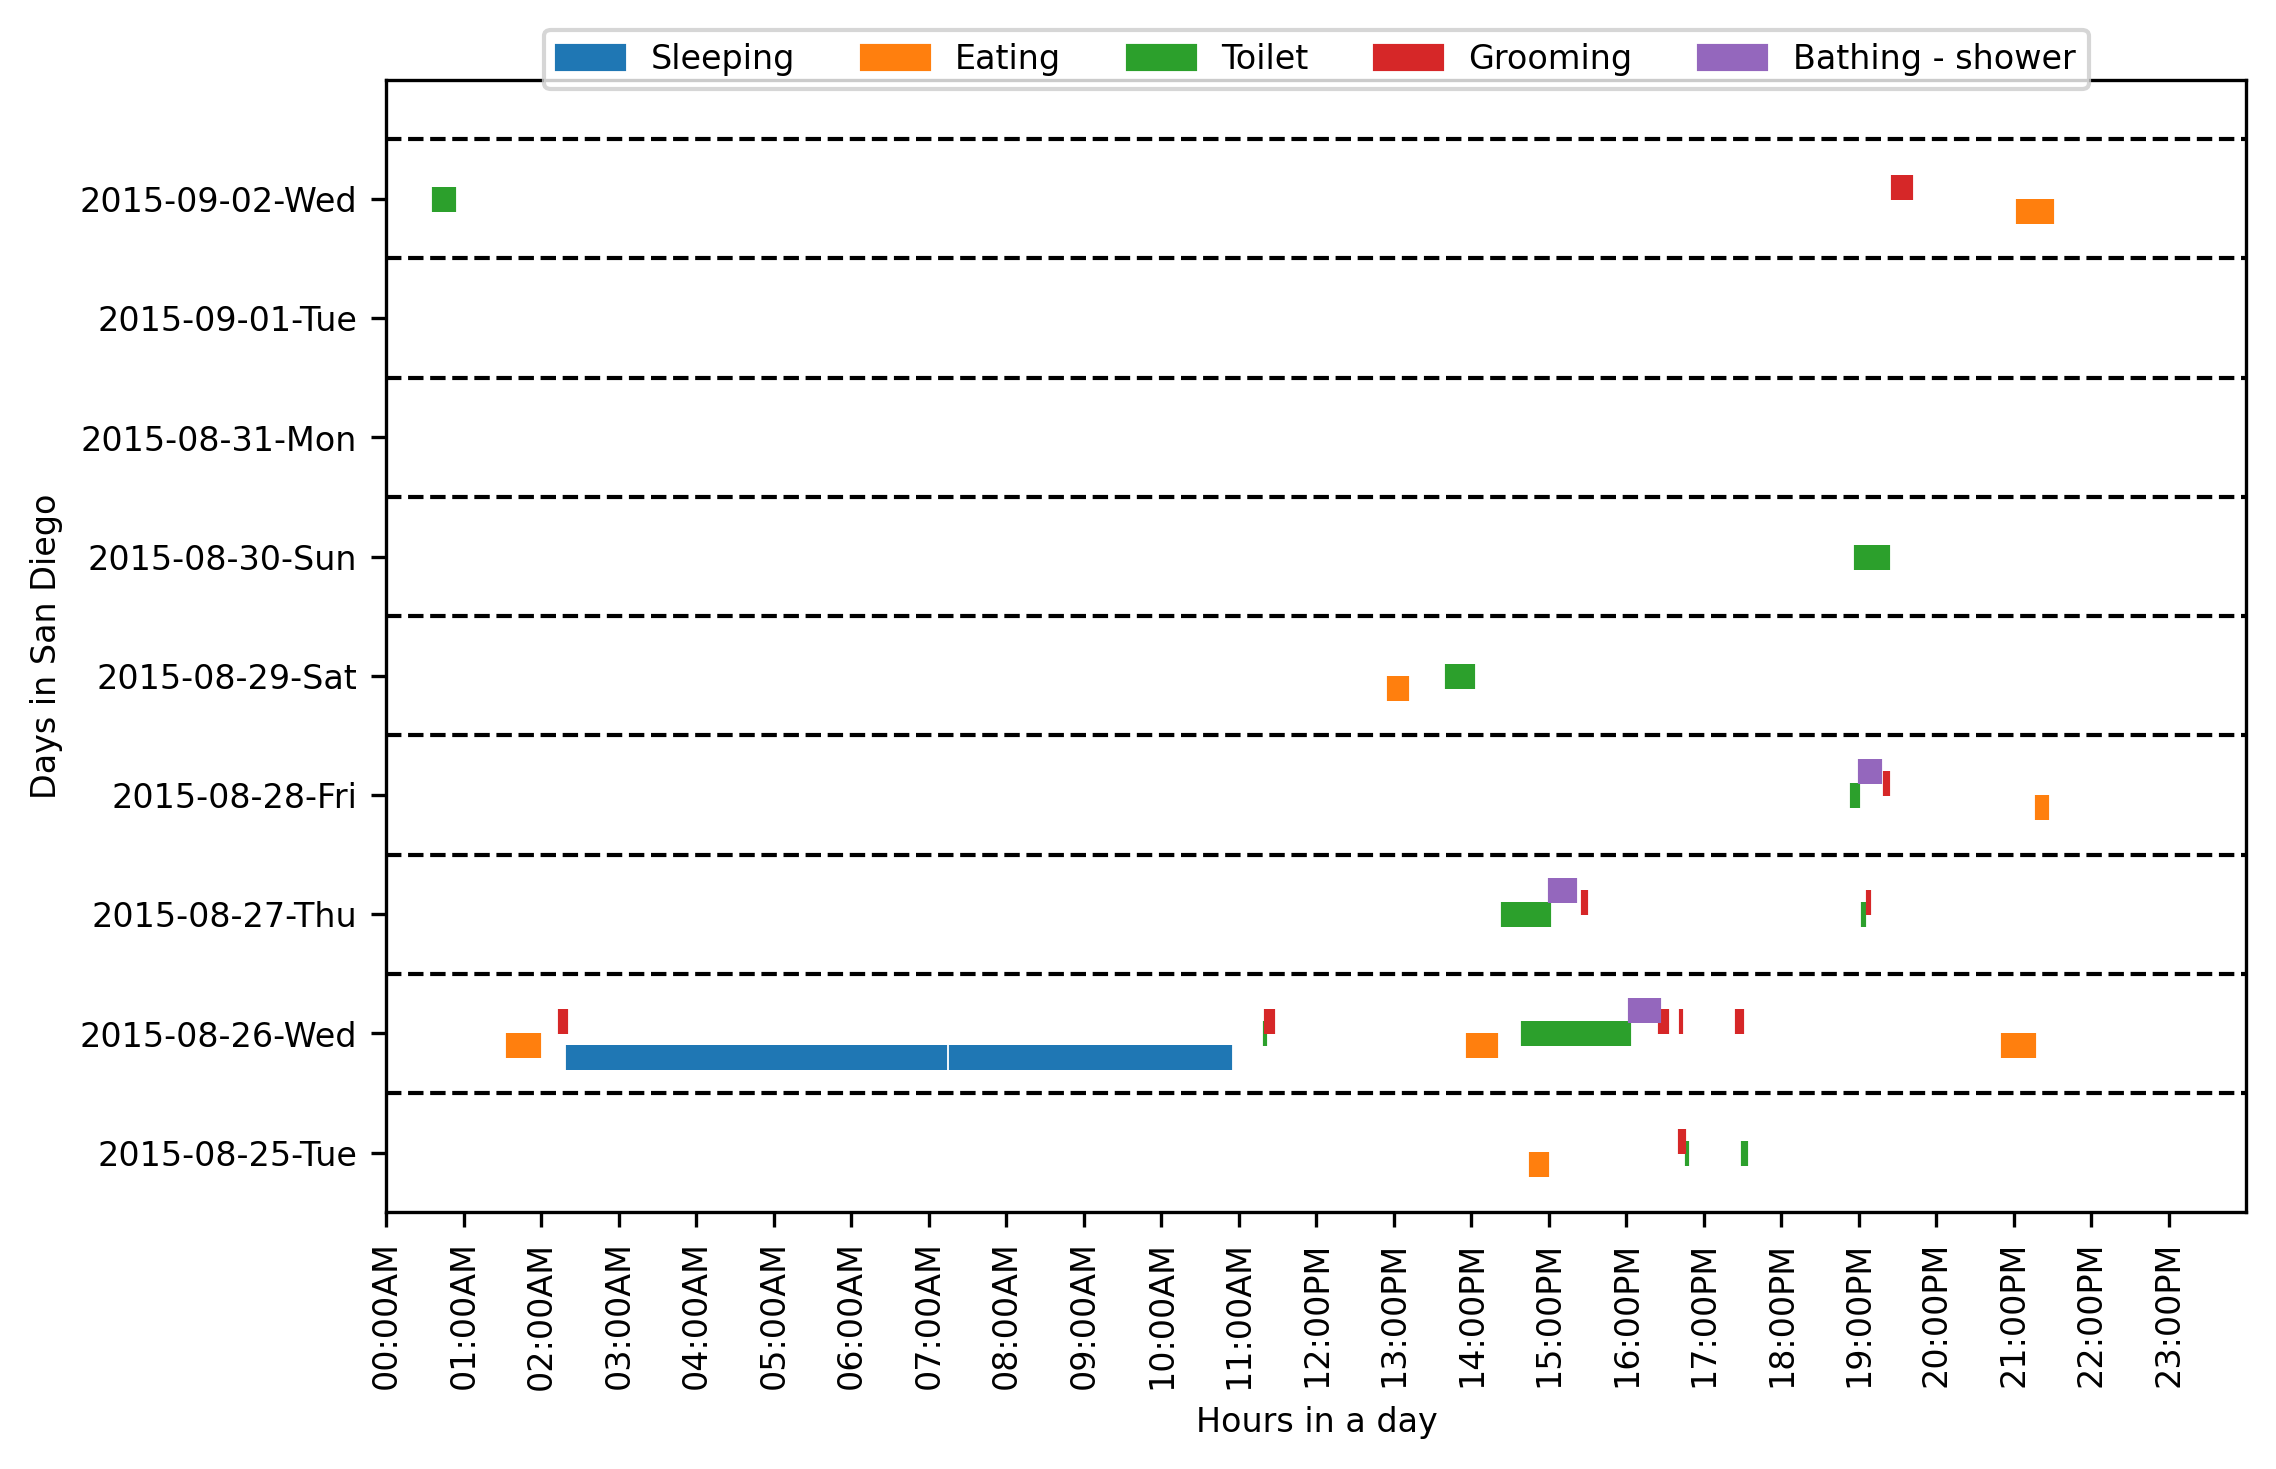 Sleeping Eating Toilet Grooming Bathing - shower
2015-09-02-Wed
2015-09-01-Tue
2015-08-31-Mon
2015-08-30-Sun
2015-08-29-Sat
2015-08-28-Fri
2015-08-27-Thu
2015-08-26-Wed
2015-08-25-Tue
Days in San Diego
00:00AM
01:00AM
02:00AM
03:00AM
04:00AM
05:00AM
06:00AM
07:00AM
08:00AM
09:00AM
10:00AM
11:00AM
12:00PM
13:00PM
14:00PM
15:00PM
16:00PM
17:00PM
18:00PM
19:00PM
20:00PM
21:00PM
22:00PM
23:00PM
Hours in a day